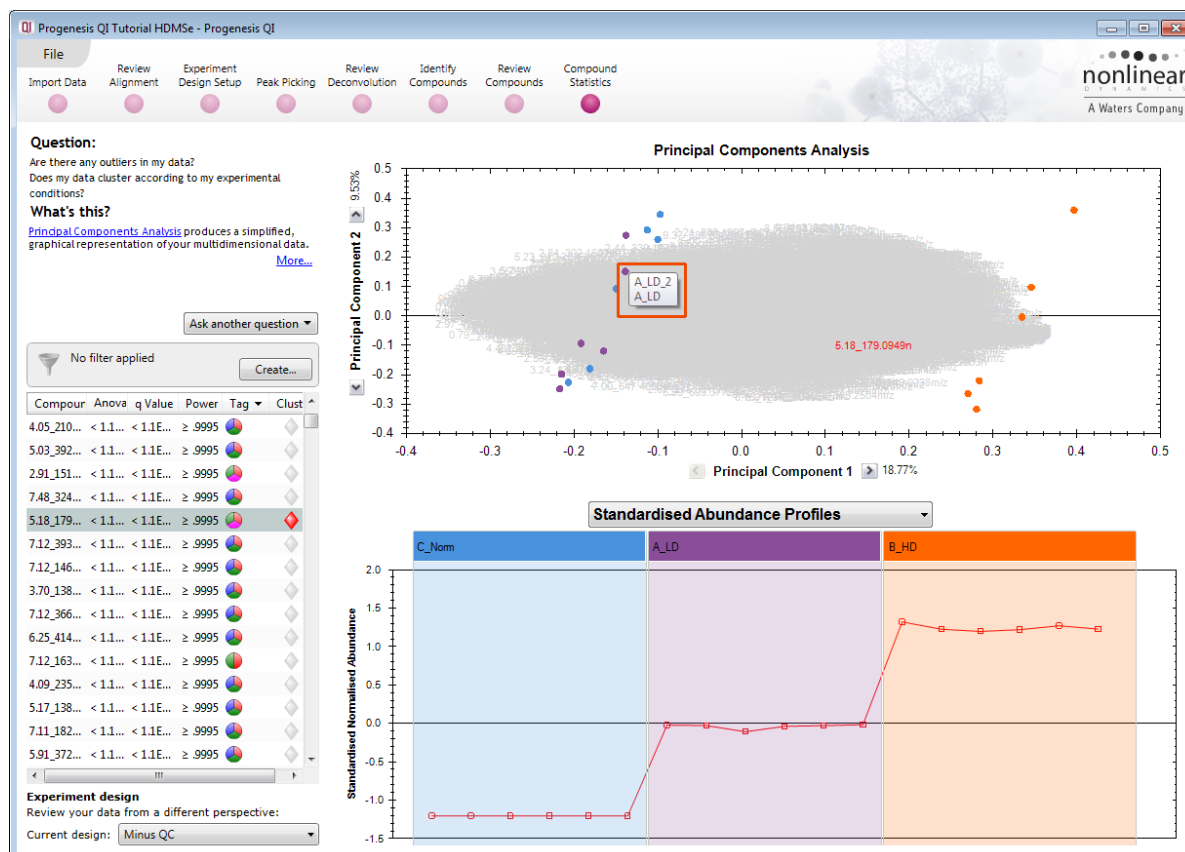 Progenesis QI Tutorial HDMSe - Progenesis QI
File
Import Data
Review Alignment
Experiment Design Setup
Peak Picking
Review Deconvolution
Identify Compounds
Review Compounds
Compound Statistics
nonlinear
DYNAMICS
A Waters Company
Question:
Are there any outliers in my data?
Does my data cluster according to my experimental
conditions?
What's this?
Principal Components Analysis produces a simplified,
graphical representation of your multidimensional data.
More...
Ask another question
No filter applied
Create...
Compour Anova q Value Power Tag Clust
4.05_210... < 1.1... < 1.1E... ≥ .9995
5.03_392... < 1.1... < 1.1E... ≥ .9995
2.91_151... < 1.1... < 1.1E... ≥ .9995
7.48_324... < 1.1... < 1.1E... ≥ .9995
5.18_179... < 1.1... < 1.1E... ≥ .9995
7.12_393... < 1.1... < 1.1E... ≥ .9995
7.12_146... < 1.1... < 1.1E... ≥ .9995
3.70_138... < 1.1... < 1.1E... ≥ .9995
7.12_366... < 1.1... < 1.1E... ≥ .9995
6.25_414... < 1.1... < 1.1E... ≥ .9995
7.12_163... < 1.1... < 1.1E... ≥ .9995
4.09_235... < 1.1... < 1.1E... ≥ .9995
5.17_138... < 1.1... < 1.1E... ≥ .9995
7.11_182... < 1.1... < 1.1E... ≥ .9995
5.91_372... < 1.1... < 1.1E... ≥ .9995
Experiment design
Review your data from a different perspective:
Current design: Minus QC
Principal Components Analysis
Principal Component 2
9.53%
0.5
0.4
0.3
0.2
0.1
0.0
-0.1
-0.2
-0.3
-0.4
A_LD_2
A_LD
5.18_179.0949n
-0.4 -0.3 -0.2 -0.1 0.0 0.1 0.2 0.3 0.4 0.5
Principal Component 1 18.77%
Standardised Abundance Profiles
C_Norm A_LD B_HD
Standardised Normalised Abundance
2.0
1.5
1.0
0.5
0.0
-0.5
-1.0
-1.5